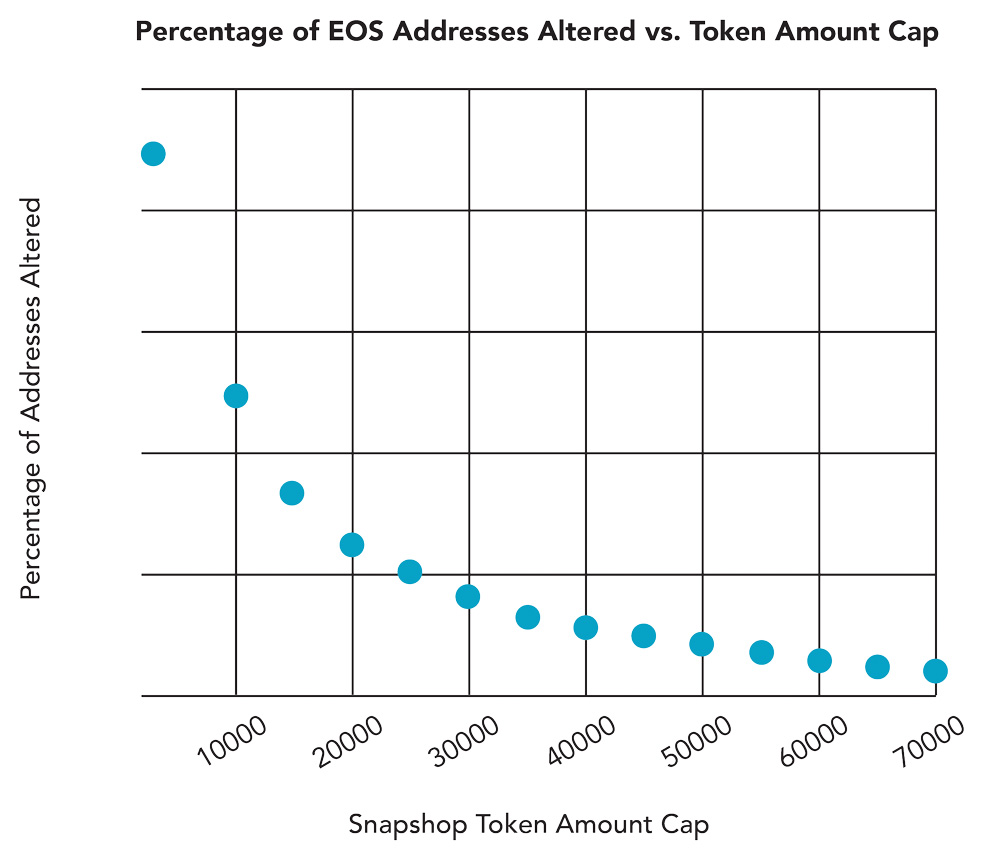 Percentage of EOS Addresses Altered vs. Token Amount Cap
Percentage of Addresses Altered
10000
20000
30000
40000
50000
60000
70000
Snapshop Token Amount Cap